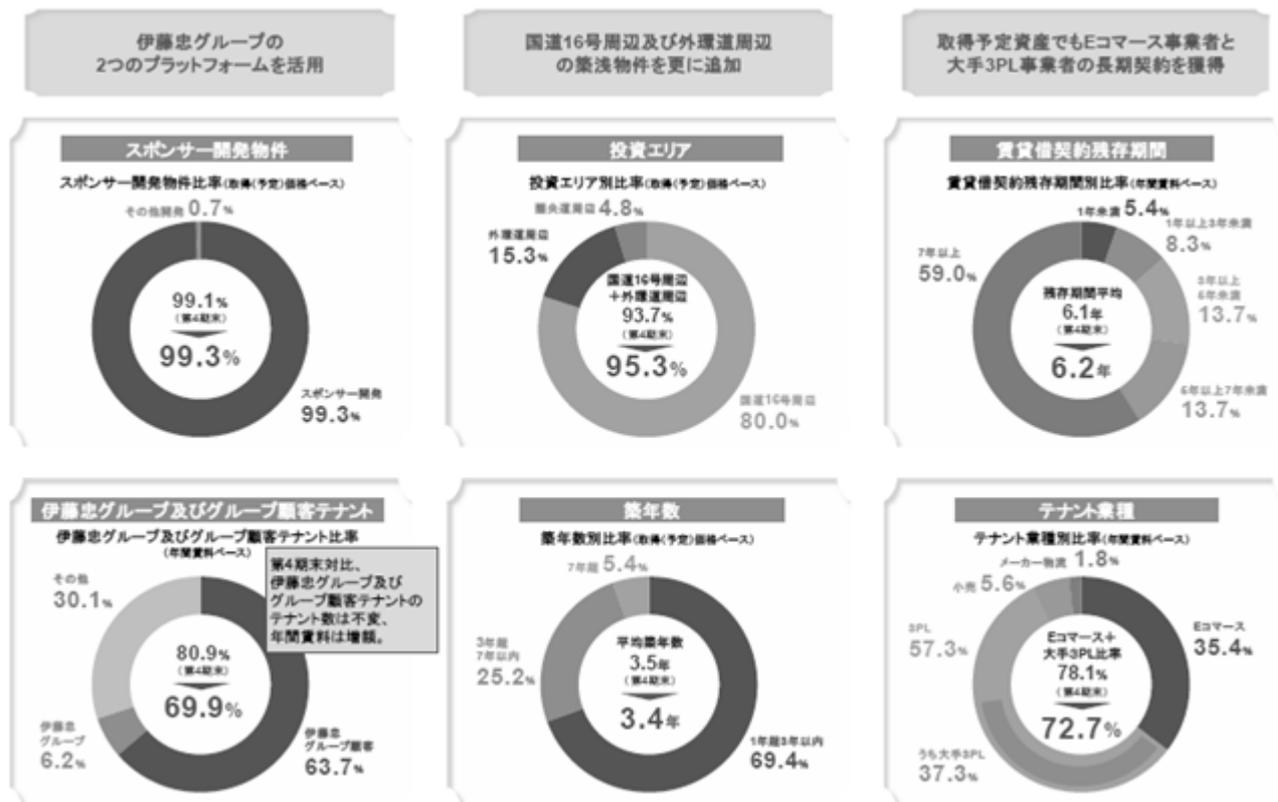 伊藤忠グループの
2つのプラットフォームを活用
国道16号周辺及び外環道周辺
の築浅物件を更に追加
取得予定資産でもEコマース事業者と
大手3PL事業者の長期契約を獲得
スポンサー開発物件
スポンサー開発物件比率(取得(予定)価格ベース)
その他開発 0.7%
99.1%
(第4期末)
99.3%
スポンサー開発
99.3%
投資エリア
投資エリア別比率(取得(予定)価格ベース)
圏央道周辺 4.8%
外環道周辺
15.3%
国道16号周辺
+外環道周辺
93.7%
(第4期末)
95.3%
国道16号周辺
80.0%
賃貸借契約残存期間
賃貸借契約残存期間別比率(年間賃料ベース)
1年未満 5.4%
1年以上3年未満
8.3%
7年以上
59.0%
年以上
年未満
13.7%
残存期間平均
6.1年
(第4期末)
6.2年
6年以上7年未満
13.7%
伊藤忠グループ及びグループ顧客テナント
伊藤忠グループ及びグループ顧客テナント比率
(年間賃料ベース)
第4期末対比、
伊藤忠グループ及び
グループ顧客テナントの
テナント数は不変、
年間賃料は増額。
その他
30.1%
80.9%
(第4期末)
69.9%
伊藤忠
グループ
6.2%
伊藤忠
グループ顧客
63.7%
築年数
築年数別比率(取得(予定)価格ベース)
7年超 5.4%
3年超
7年以内
25.2%
平均築年数
3.5年
(第4期末)
3.4年
1年超3年以内
69.4%
テナント業種
テナント業種別比率(年間賃料ベース)
メーカー物流 1.8%
小売 5.6%
3PL
57.3%
Eコマース
35.4%
Eコマース+
大手3PL比率
78.1%
(第4期末)
72.7%
うち大手3PL
37.3%